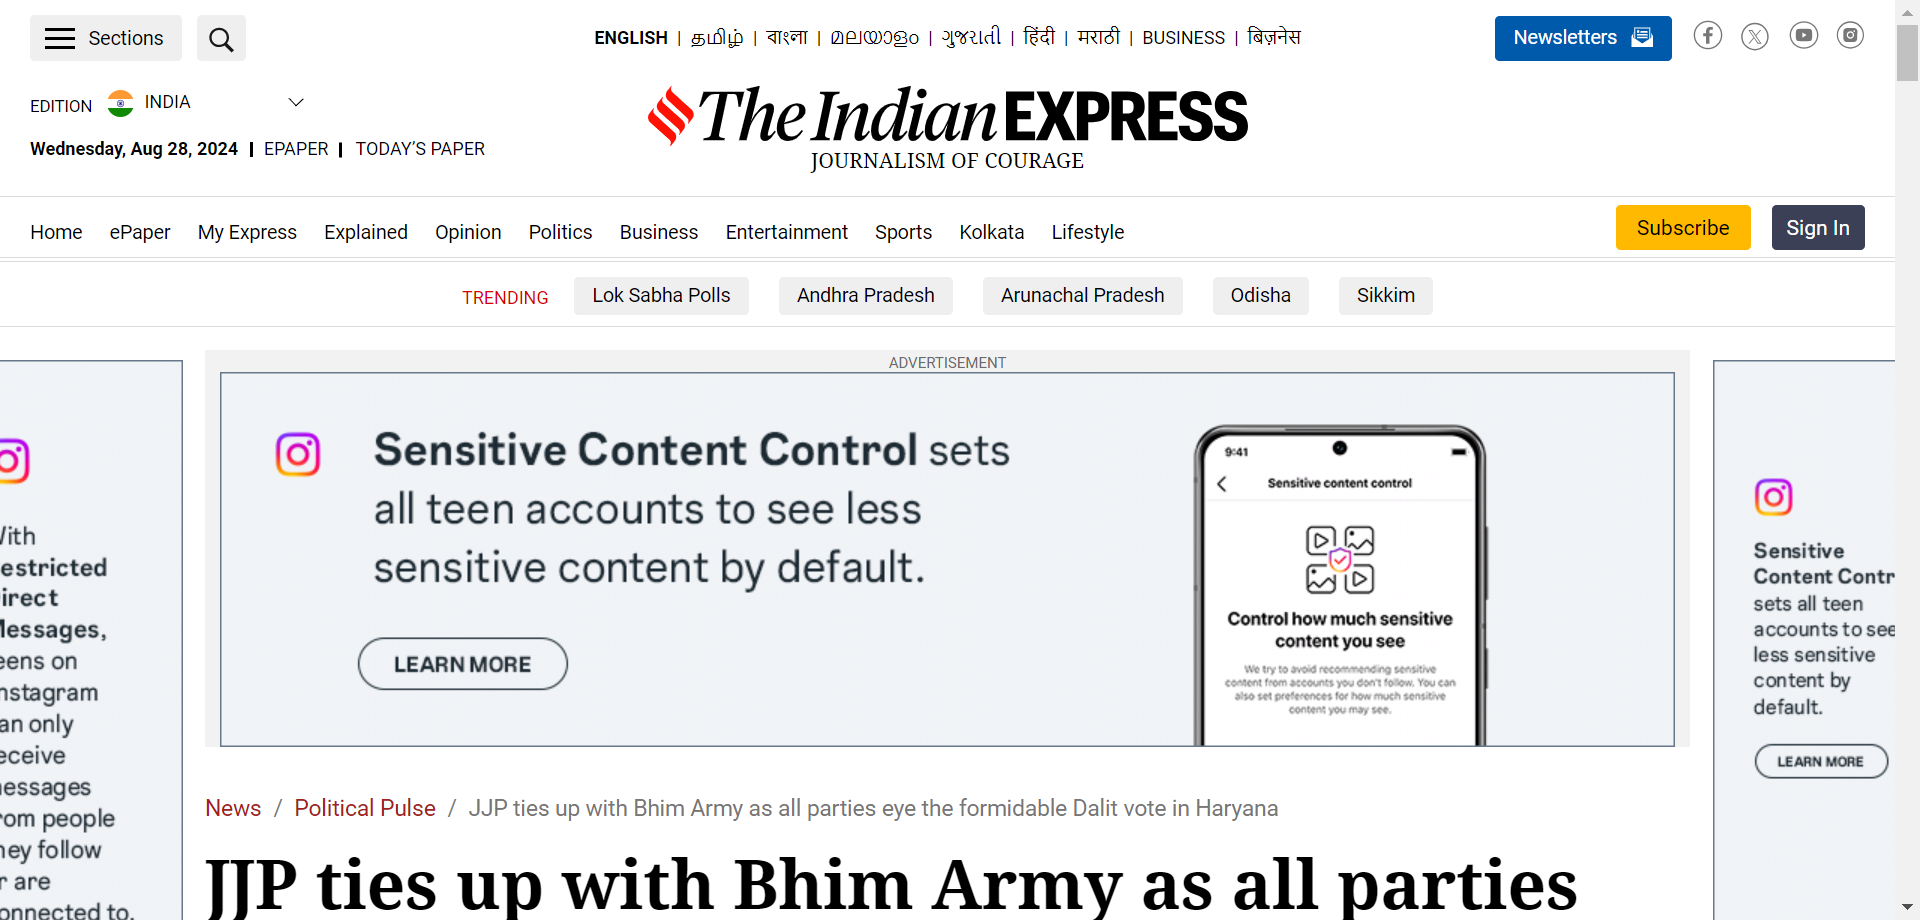 Sections
ENGLISH | தமிழ் | বাংলা | മലയാളം | ગુજરાતી | हिंदी | मराठी | BUSINESS | बिज़नेस
Newsletters
EDITION INDIA
The Indian EXPRESS
JOURNALISM OF COURAGE
Wednesday, Aug 28, 2024 | EPAPER | TODAY’S PAPER
Home ePaper My Express Explained Opinion Politics Business Entertainment Sports Kolkata Lifestyle
Subscribe Sign In
TRENDING Lok Sabha Polls Andhra Pradesh Arunachal Pradesh Odisha Sikkim
ADVERTISEMENT
Sensitive Content Control sets
all teen accounts to see less
sensitive content by default.
LEARN MORE
9:41
Sensitive content control
Control how much sensitive
content you see
We try to avoid recommending sensitive
content from accounts you don't follow. You can
also set preferences for how much sensitive
content you may see.
ith
estricted
irect
essages,
eens on
nstagram
an only
eceive
essages
rom people
hey follow
r are
onnected to.
Sensitive
Content Contr
sets all teen
accounts to see
less sensitive
content by
default.
LEARN MORE
News / Political Pulse / JJP ties up with Bhim Army as all parties eye the formidable Dalit vote in Haryana
JJP ties up with Bhim Army as all parties